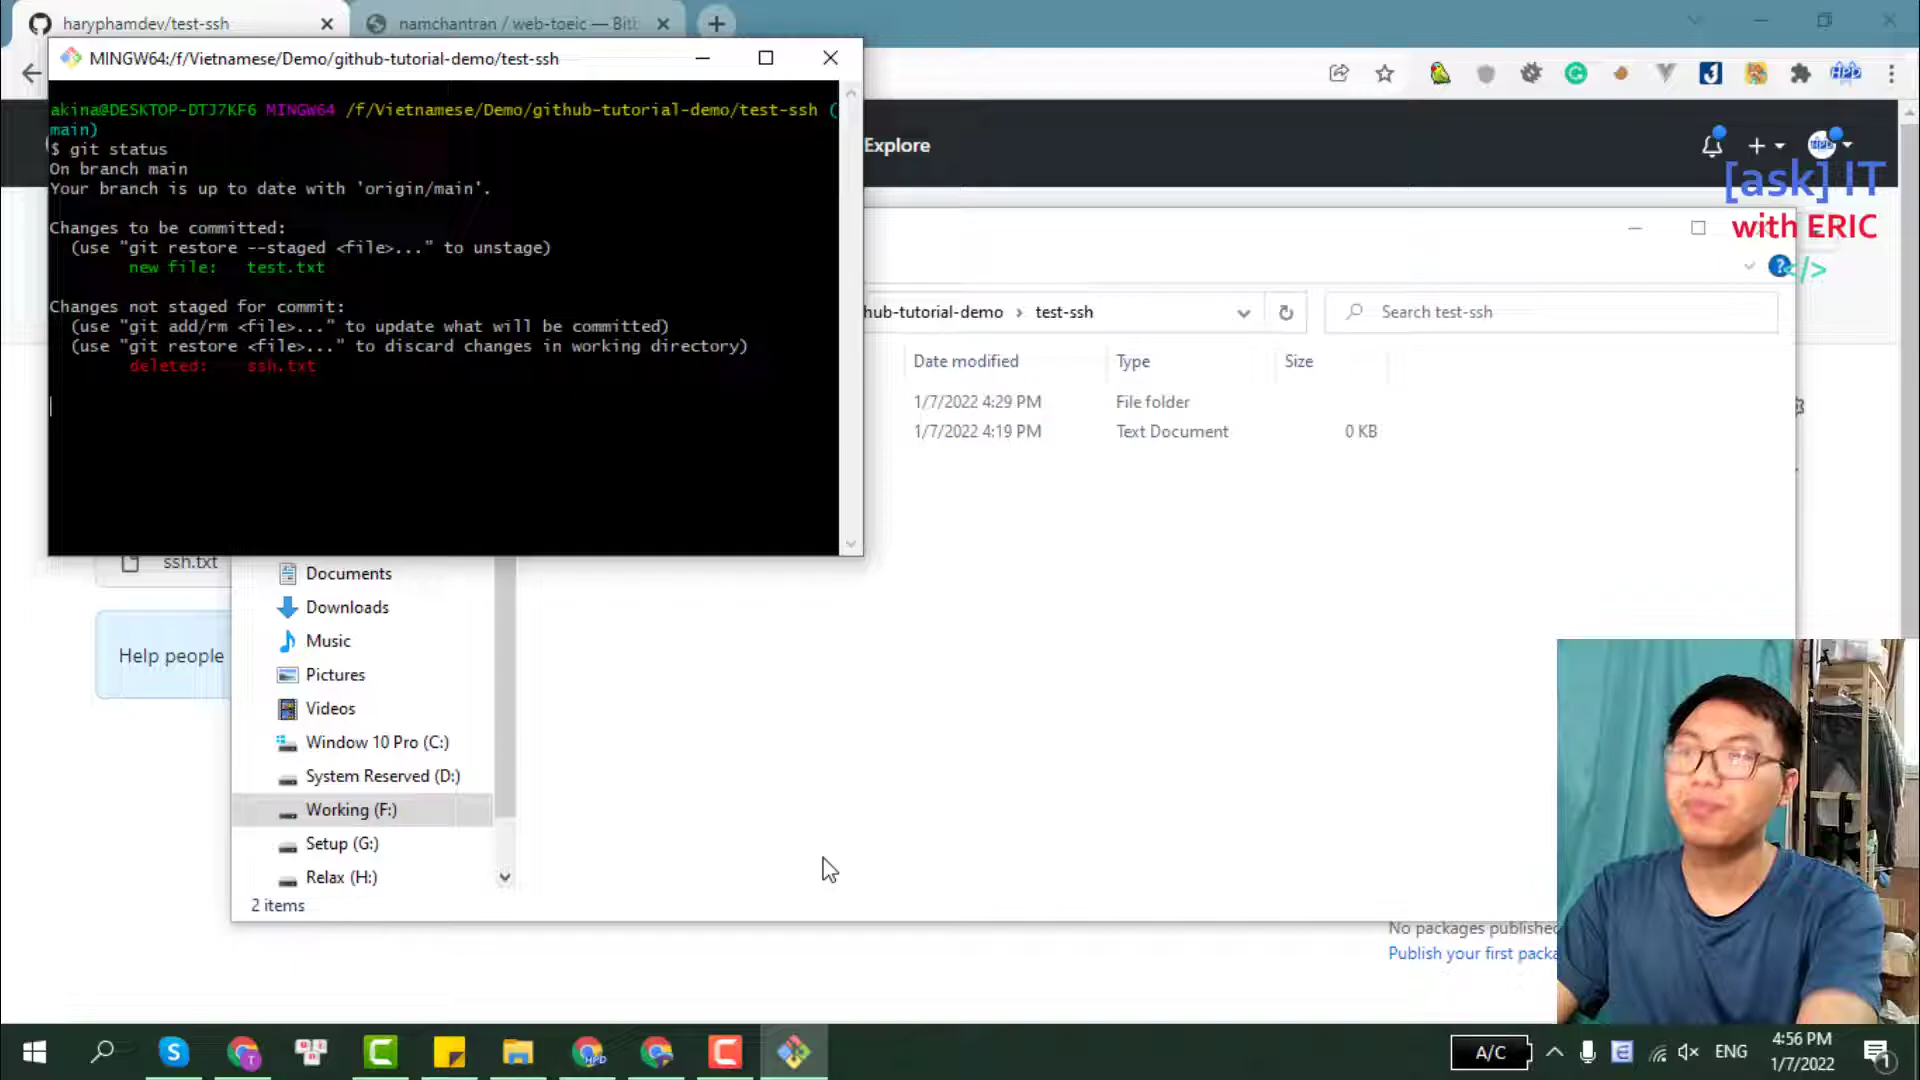 haryphamdev/test-ssh
namchantran / web-toeic — Bitb
MINGW64:/f/Vietnamese/Demo/github-tutorial-demo/test-ssh
akina@DESKTOP-DTJ7KF6 MINGW64 /f/Vietnamese/Demo/github-tutorial-demo/test-ssh (
main)
$ git status
On branch main
Your branch is up to date with 'origin/main'.
Changes to be committed:
(use "git restore --staged <file>..." to unstage)
new file:   test.txt
Changes not staged for commit:
(use "git add/rm <file>..." to update what will be committed)
(use "git restore <file>..." to discard changes in working directory)
deleted:    ssh.txt
Explore
[ask] IT
with ERIC
</>
hub-tutorial-demo › test-ssh
Search test-ssh
Date modified
Type
Size
1/7/2022 4:29 PM
File folder
1/7/2022 4:19 PM
Text Document
0 KB
ssh.txt
Help people
Documents
Downloads
Music
Pictures
Videos
Window 10 Pro (C:)
System Reserved (D:)
Working (F:)
Setup (G:)
Relax (H:)
2 items
No packages published
Publish your first packa
A/C
ENG
4:56 PM
1/7/2022
1